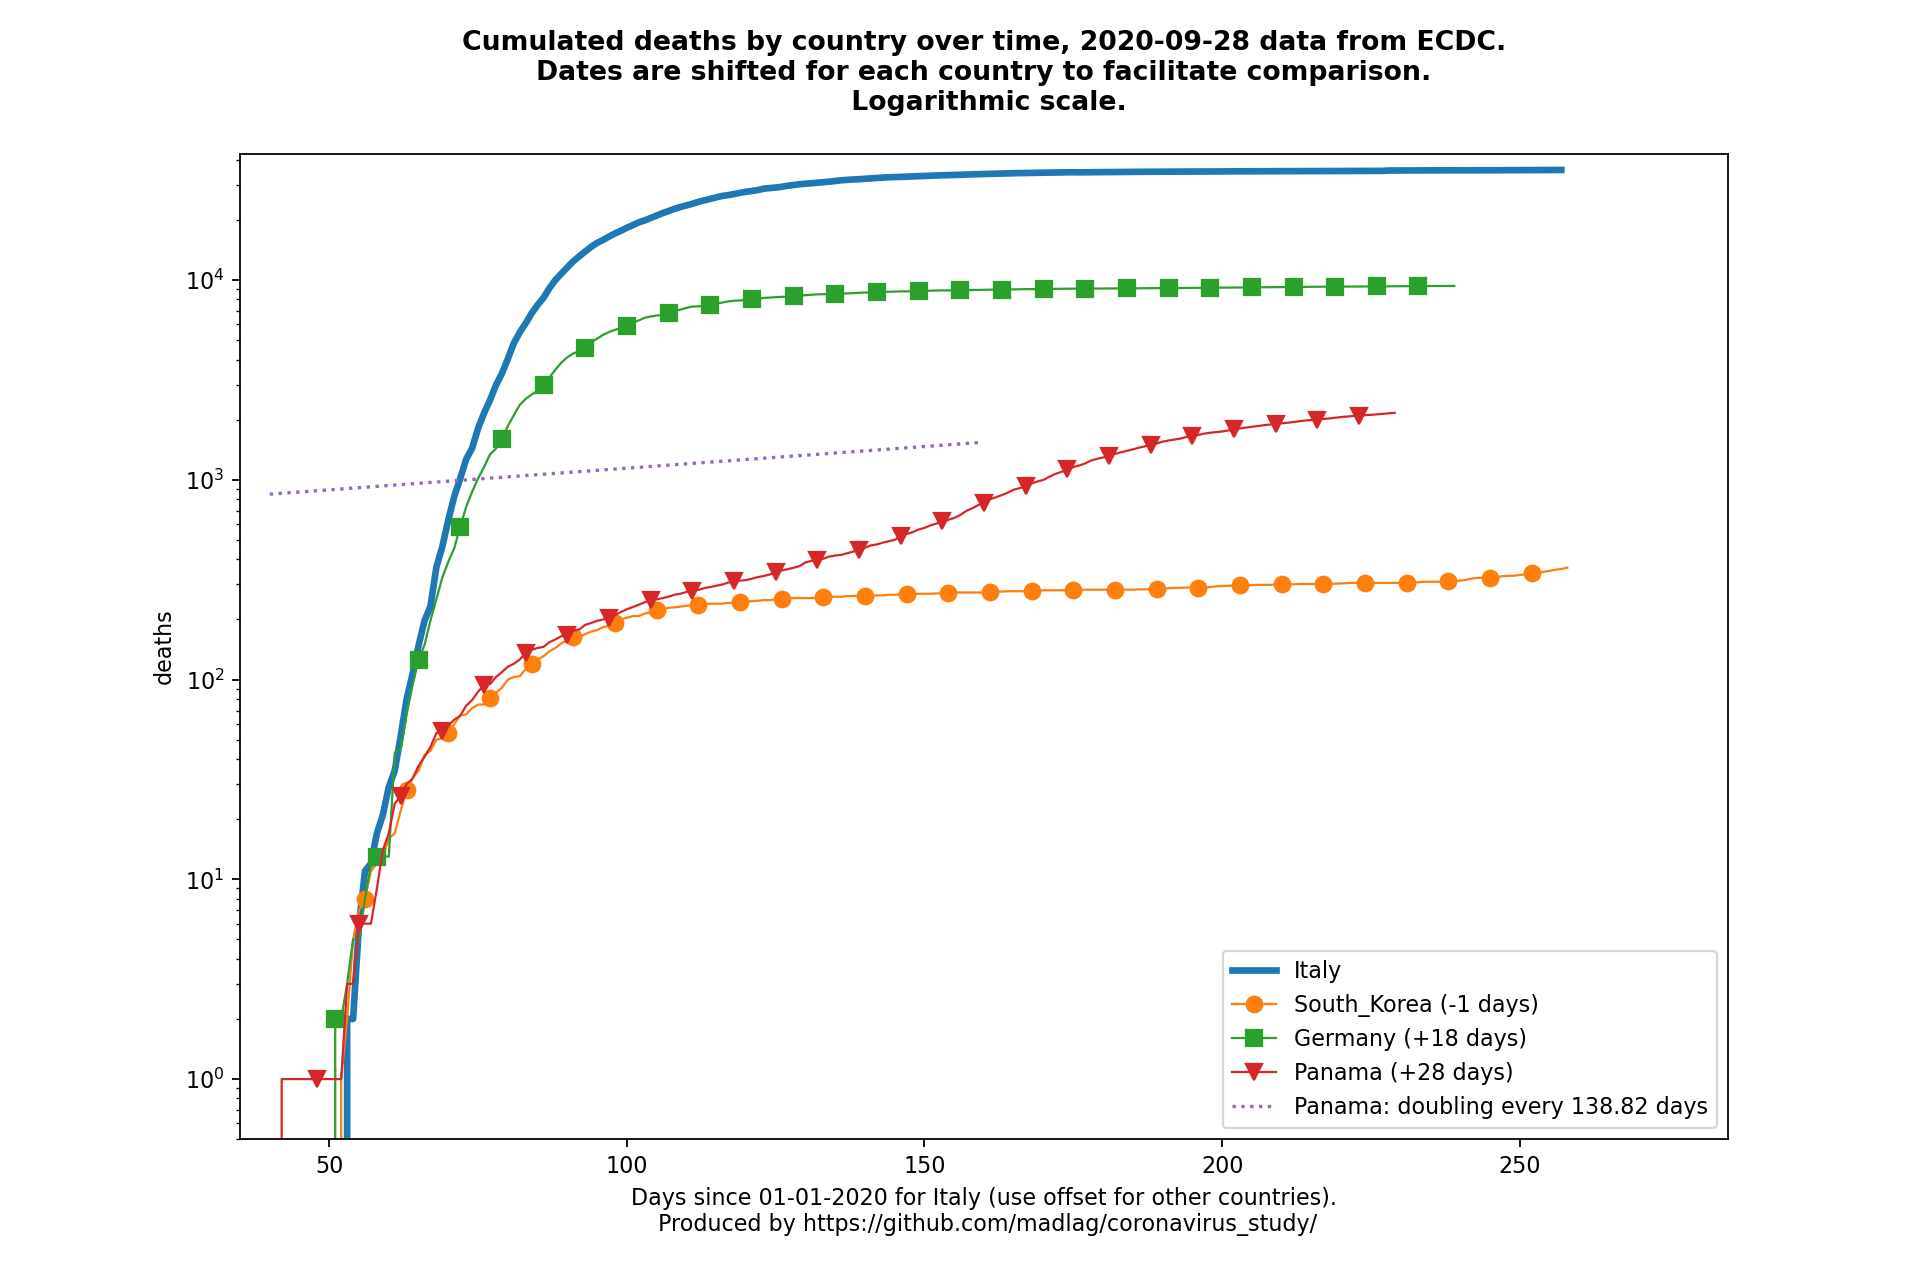 Cumulated deaths by country over time, 2020-09-28 data from ECDC.
Dates are shifted for each country to facilitate comparison.
Logarithmic scale.
deaths
10^4
10^3
10^2
10^1
10^0
50 100 150 200 250
Italy
South_Korea (-1 days)
Germany (+18 days)
Panama (+28 days)
Panama: doubling every 138.82 days
Days since 01-01-2020 for Italy (use offset for other countries).
Produced by https://github.com/madlag/coronavirus_study/